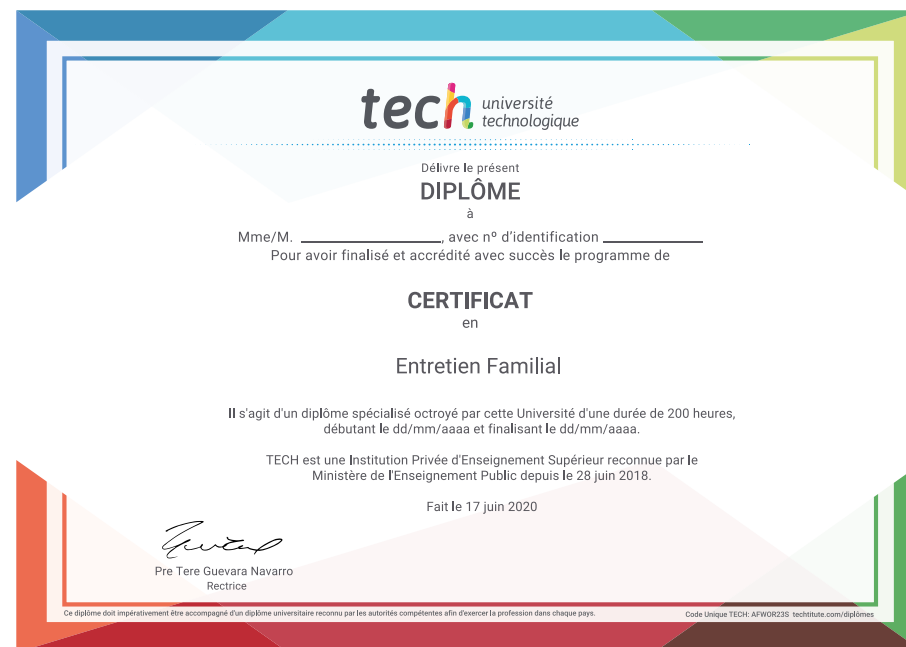 tech université
technologique
Délivre le présent
DIPLÔME
à
Mme/M. ____________________, avec nº d'identification ______________
Pour avoir finalisé et accrédité avec succès le programme de
CERTIFICAT
en
Entretien Familial
Il s'agit d'un diplôme spécialisé octroyé par cette Université d'une durée de 200 heures,
débutant le dd/mm/aaaa et finalisant le dd/mm/aaaa.
TECH est une Institution Privée d'Enseignement Supérieur reconnue par le
Ministère de l'Enseignement Public depuis le 28 juin 2018.
Fait le 17 juin 2020
Pre Tere Guevara Navarro
Rectrice
Ce diplôme doit impérativement être accompagné d'un diplôme universitaire reconnu par les autorités compétentes afin d'exercer la profession dans chaque pays.
Code Unique TECH: AFWOR23S techtitute.com/diplômes